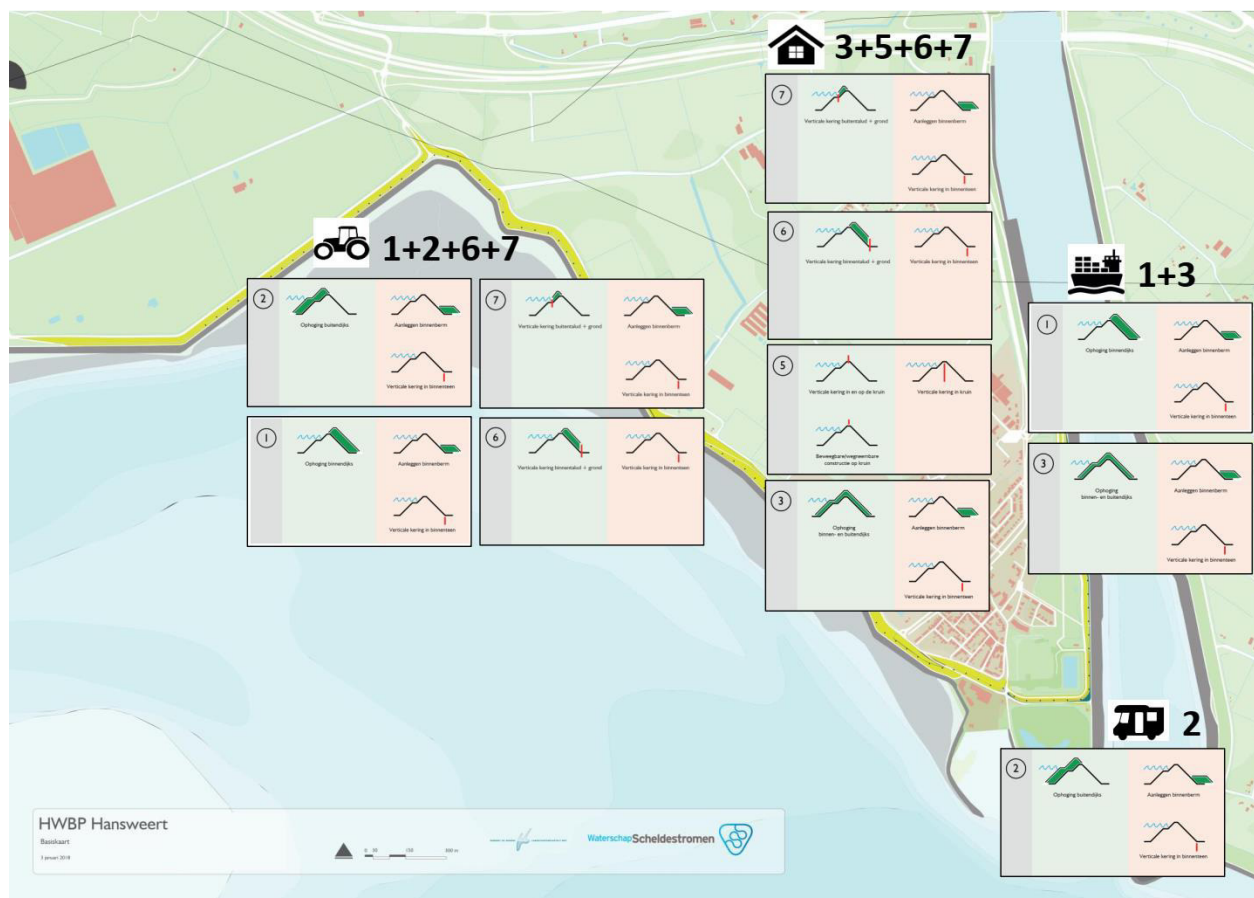 3+5+6+7
7
Verticale kering buitentalud + grond
Aanleggen binnenberm
Verticale kering in binnenteen
6
Verticale kering binnentalud + grond
Verticale kering in binnenteen
5
Verticale kering in en op de kruin
Verticale kering in kruin
Beweegbare/wegneembare
constructie op kruin
3
Ophoging
binnen- en buitendijks
Aanleggen binnenberm
Verticale kering in binnenteen
1+2+6+7
2
Ophoging buitendijks
Aanleggen binnenberm
Verticale kering in binnenteen
7
Verticale kering buitentalud + grond
Aanleggen binnenberm
Verticale kering in binnenteen
1
Ophoging binnendijks
Aanleggen binnenberm
Verticale kering in binnenteen
6
Verticale kering binnentalud + grond
Verticale kering in binnenteen
1+3
1
Ophoging binnendijks
Aanleggen binnenberm
Verticale kering in binnenteen
3
Ophoging
binnen- en buitendijks
Aanleggen binnenberm
Verticale kering in binnenteen
2
2
Ophoging buitendijks
Aanleggen binnenberm
Verticale kering in binnenteen
HWBP Hansweert
Basiskaart
3 januari 2018
WaterschapScheldestromen